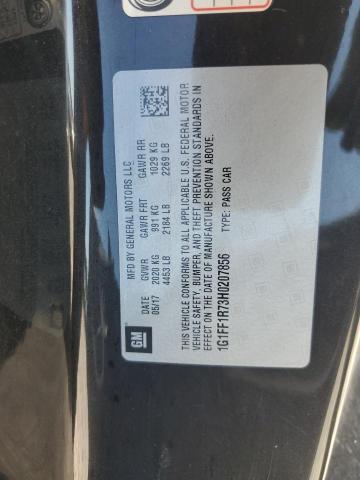 MFD BY GENERAL MOTORS LLC
DATE GVWR GAWR FRT GAWR RR
05/17 2020 KG 991 KG 1029 KG
4453 LB 2184 LB 2269 LB
THIS VEHICLE CONFORMS TO ALL APPLICABLE U.S. FEDERAL MOTOR
VEHICLE SAFETY, BUMPER, AND THEFT PREVENTION STANDARDS IN
EFFECT ON THE DATE OF MANUFACTURE SHOWN ABOVE.
1G1FF1R73H0207856 TYPE: PASS CAR
GM